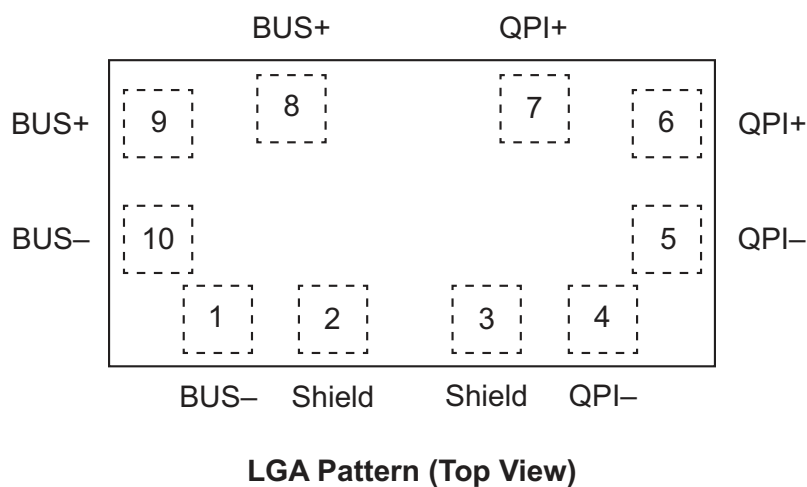 BUS+ QPI+
8 7
BUS+ 9 6 QPI+
BUS– 10 5 QPI–
1 2 3 4
BUS– Shield Shield QPI–
LGA Pattern (Top View)